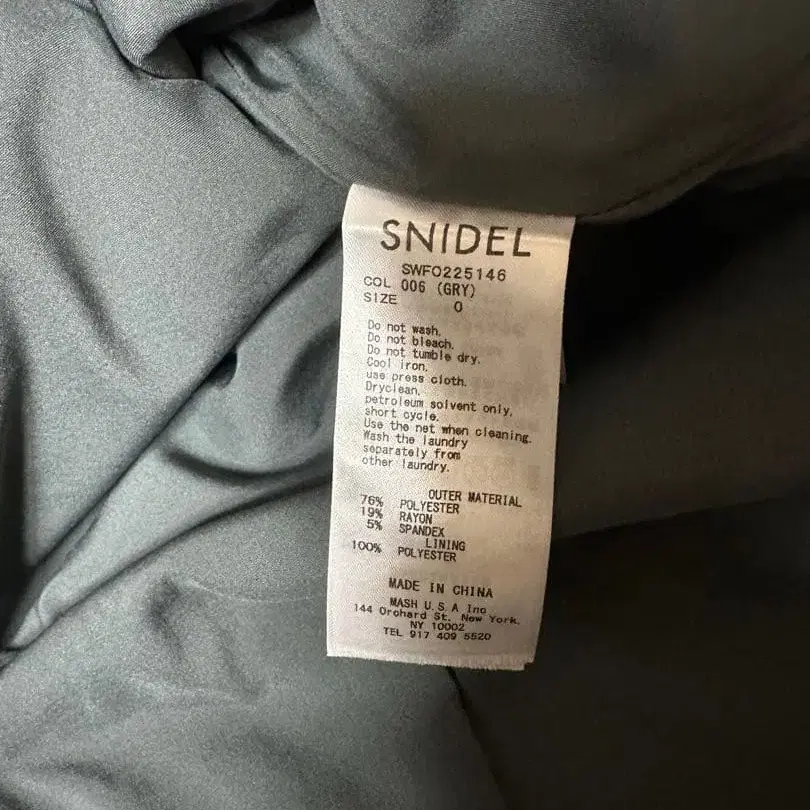 SNIDEL
SWFO225146
COL 006 (GRY)
SIZE 0
Do not wash.
Do not bleach.
Do not tumble dry.
Cool iron.
use press cloth.
Dryclean,
petroleum solvent only,
short cycle.
Use the net when cleaning.
Wash the laundry
separately from
other laundry.
OUTER MATERIAL
76% POLYESTER
19% RAYON
5% SPANDEX
LINING
100% POLYESTER
MADE IN CHINA
MASH U.S.A Inc
144 Orchard St. New York.
NY 10002
TEL 917 409 5520